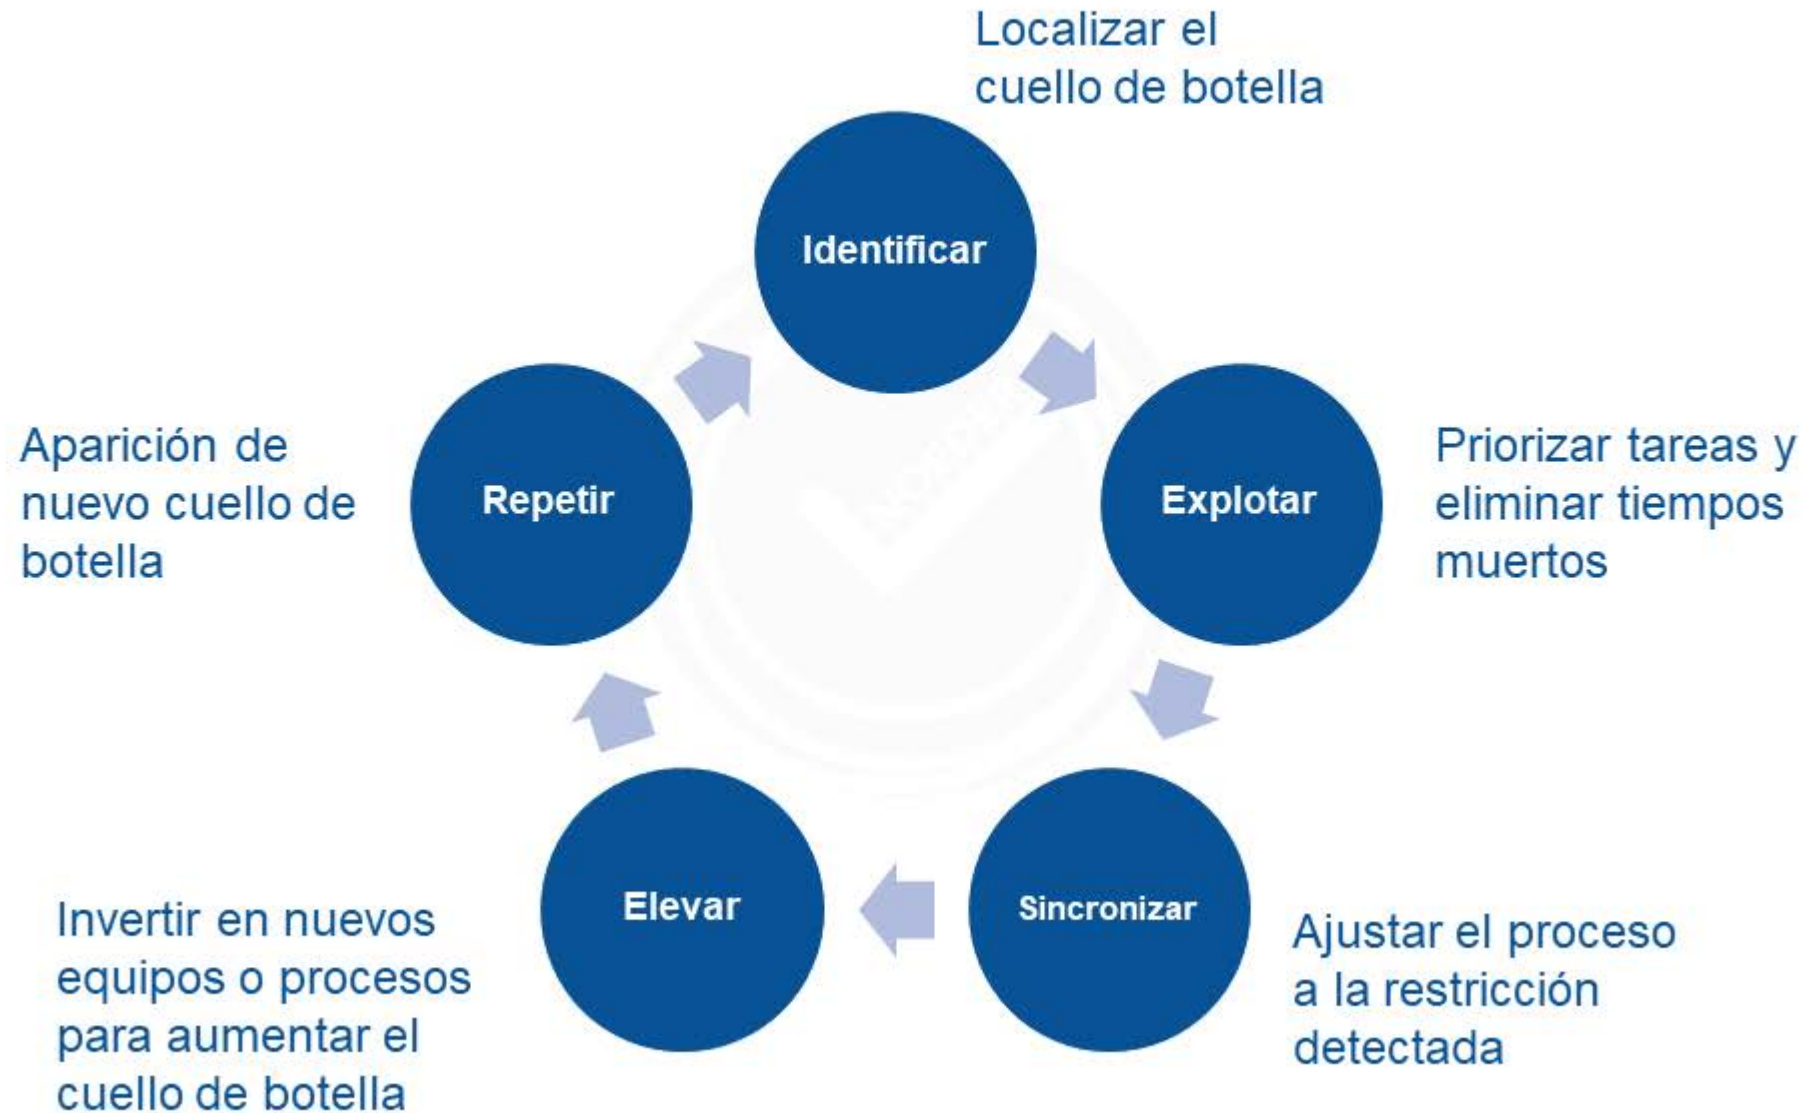 Localizar el
cuello de botella
Identificar
Explotar
Priorizar tareas y
eliminar tiempos
muertos
Sincronizar
Ajustar el proceso
a la restricción
detectada
Elevar
Invertir en nuevos
equipos o procesos
para aumentar el
cuello de botella
Repetir
Aparición de
nuevo cuello de
botella